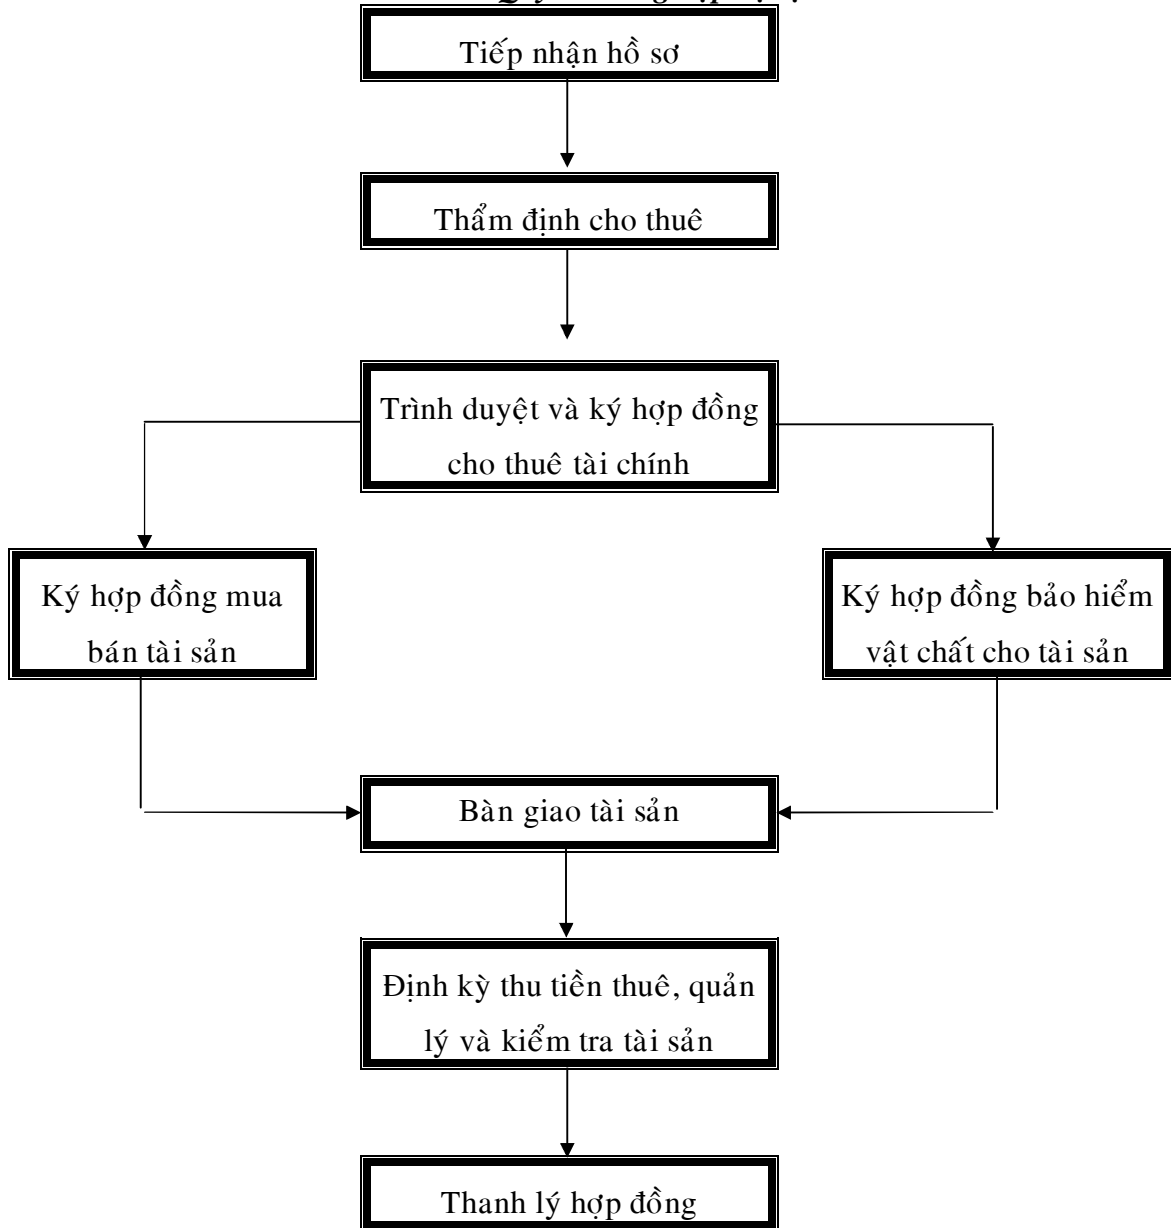 Tiếp nhận hồ sơ
Thẩm định cho thuê
Trình duyệt và ký hợp đồng
cho thuê tài chính
Ký hợp đồng mua
bán tài sản
Ký hợp đồng bảo hiểm
vật chất cho tài sản
Bàn giao tài sản
Định kỳ thu tiền thuê, quản
lý và kiểm tra tài sản
Thanh lý hợp đồng